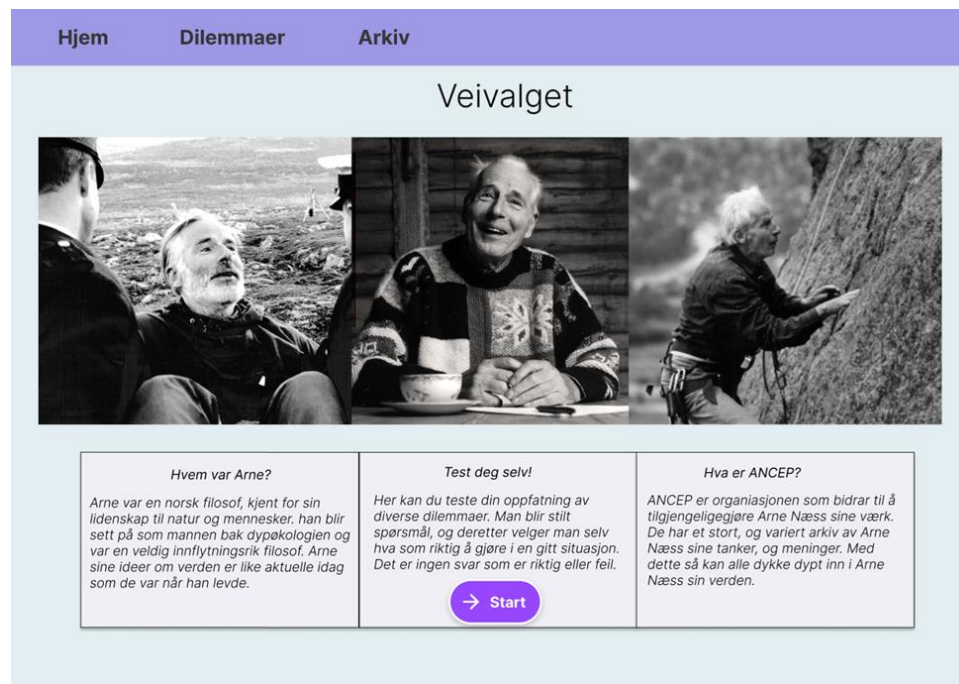 Hjem Dilemmaer Arkiv
Veivalget
Hvem var Arne?
Arne var en norsk filosof, kjent for sin
lidenskap til natur og mennesker. han blir
sett på som mannen bak dypøkologien og
var en veldig innflytningsrik filosof. Arne
sine ideer om verden er like aktuelle idag
som de var når han levde.
Test deg selv!
Her kan du teste din oppfatning av
diverse dilemmaer. Man blir stilt
spørsmål, og deretter velger man selv
hva som riktig å gjøre i en gitt situasjon.
Det er ingen svar som er riktig eller feil.
Start
Hva er ANCEP?
ANCEP er organiasjonen som bidrar til å
tilgjengeligegjøre Arne Næss sine værk.
De har et stort, og variert arkiv av Arne
Næss sine tanker, og meninger. Med
dette så kan alle dykke dypt inn i Arne
Næss sin verden.